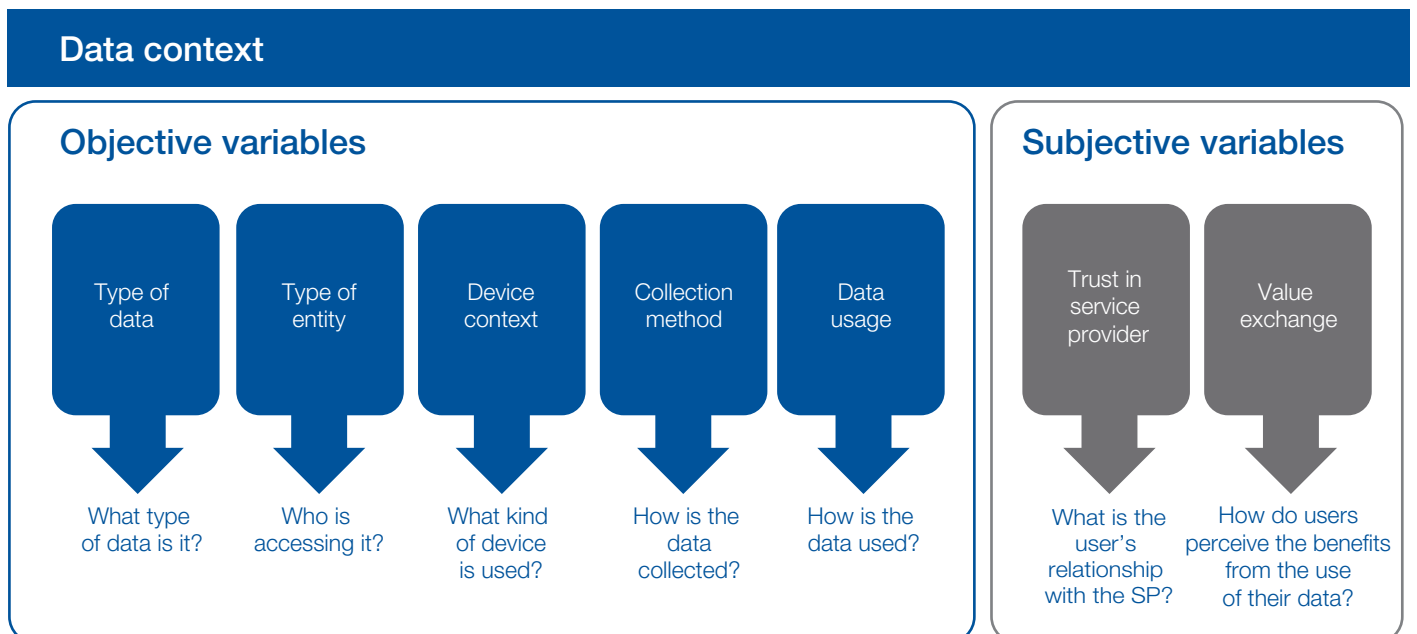 Data context
Objective variables
Type of
data
Type of
entity
Device
context
Collection
method
Data
usage
What type
of data is it?
Who is
accessing it?
What kind
of device
is used?
How is the
data
collected?
How is the
data used?
Subjective variables
Trust in
service
provider
Value
exchange
What is the
user’s
relationship
with the SP?
How do users
perceive the benefits
from the use
of their data?